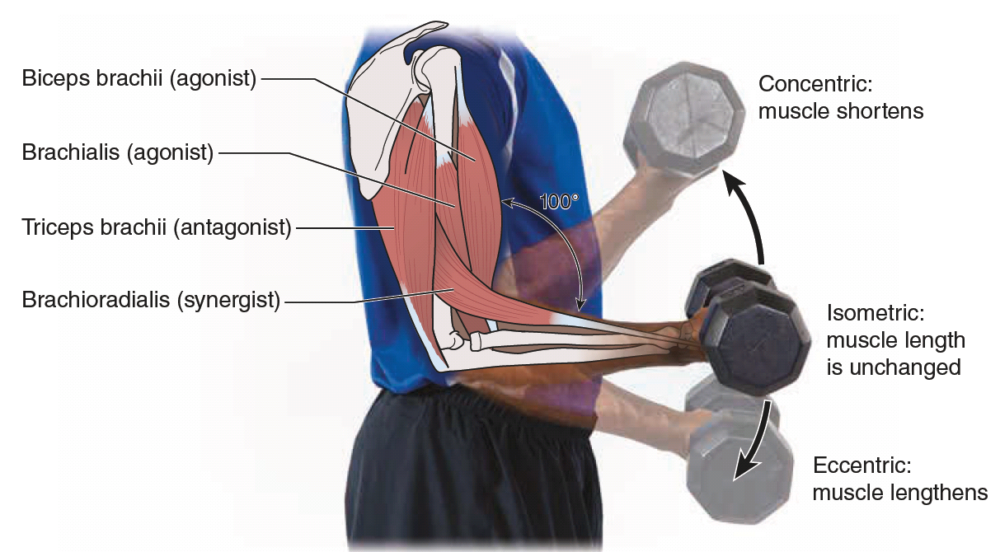 Biceps brachii (agonist)
Brachialis (agonist)
Triceps brachii (antagonist)
Brachioradialis (synergist)
100°
Concentric:
muscle shortens
Isometric:
muscle length
is unchanged
Eccentric:
muscle lengthens